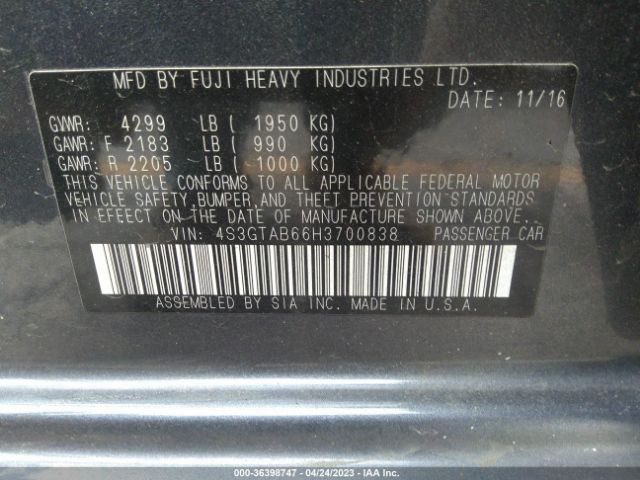 MFD BY FUJI HEAVY INDUSTRIES LTD.
DATE: 11/16
GVWR: 4299 LB ( 1950 KG)
GAWR: F 2183 LB ( 990 KG)
GAWR: R 2205 LB ( 1000 KG)
THIS VEHICLE CONFORMS TO ALL APPLICABLE FEDERAL MOTOR
VEHICLE SAFETY, BUMPER, AND THEFT PREVENTION STANDARDS
IN EFFECT ON THE DATE OF MANUFACTURE SHOWN ABOVE.
VIN: 4S3GTAB66H3700838 PASSENGER CAR
ASSEMBLED BY SIA INC. MADE IN U.S.A.
000-36398747 - 04/24/2023 - IAA Inc.